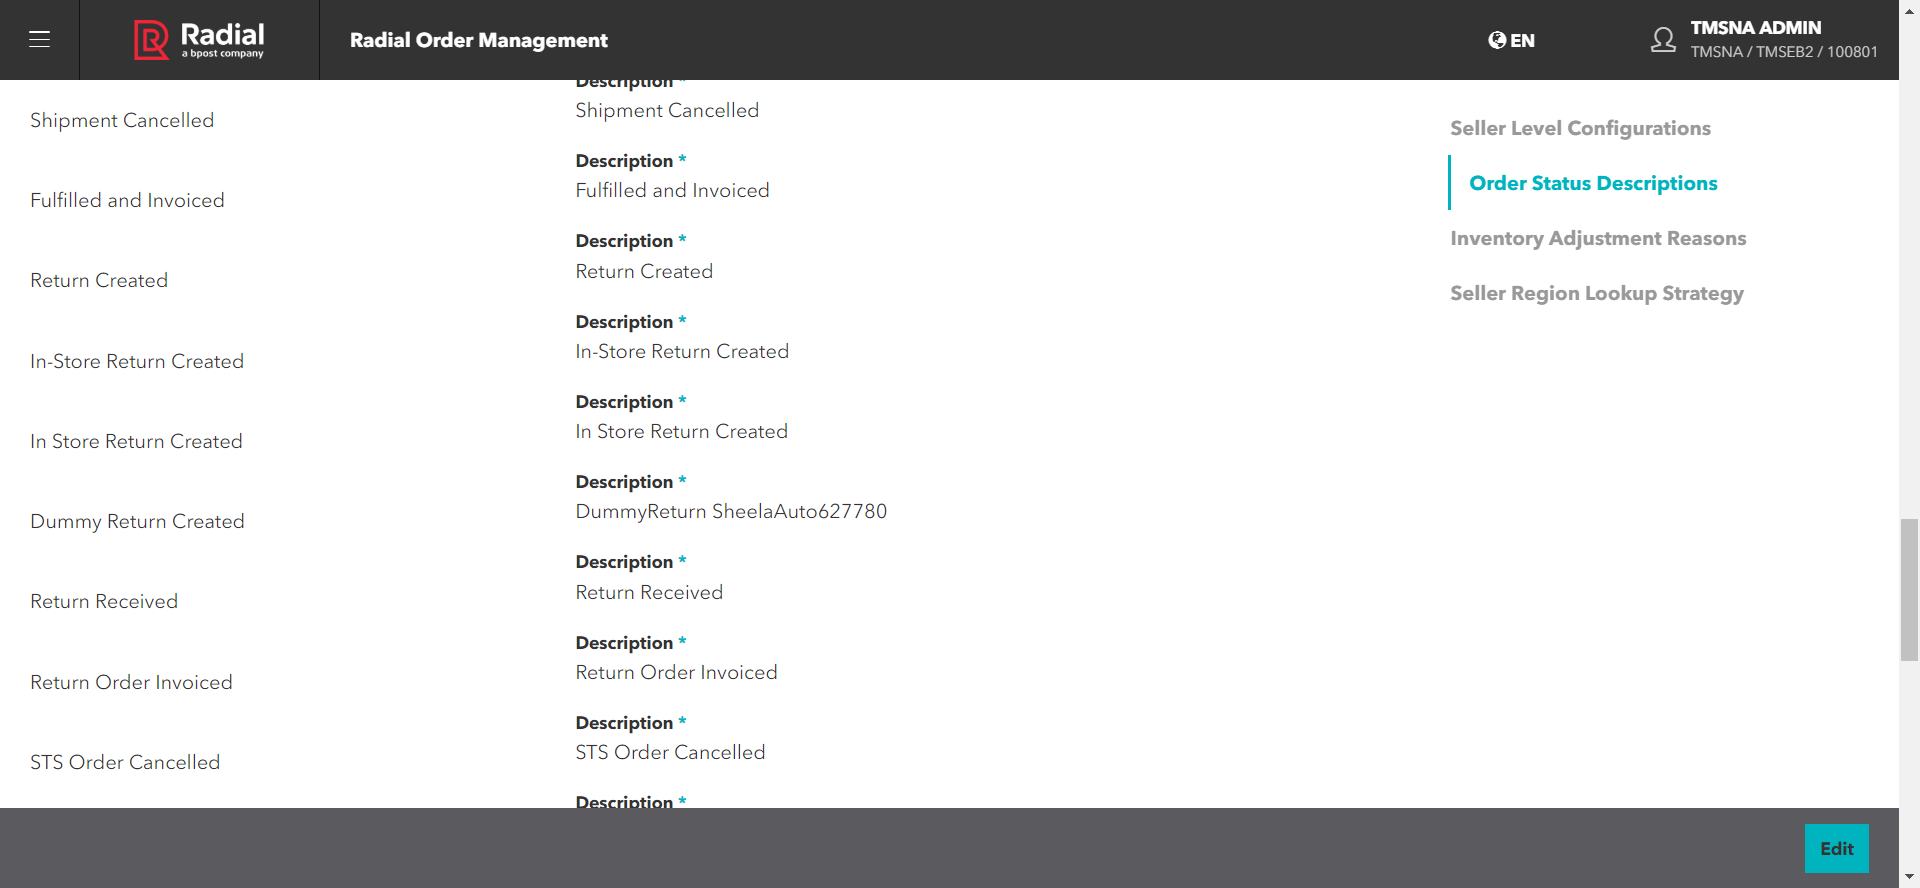 Radial
a bpost company
Radial Order Management
EN
TMSNA ADMIN
TMSNA / TMSEB2 / 100801
Description *
Shipment Cancelled
Shipment Cancelled
Description *
Fulfilled and Invoiced
Fulfilled and Invoiced
Description *
Return Created
Return Created
Description *
In-Store Return Created
In-Store Return Created
Description *
In Store Return Created
In Store Return Created
Description *
Dummy Return Created
DummyReturn SheelaAuto627780
Description *
Return Received
Return Received
Description *
Return Order Invoiced
Return Order Invoiced
Description *
STS Order Cancelled
STS Order Cancelled
Description *
Seller Level Configurations
Order Status Descriptions
Inventory Adjustment Reasons
Seller Region Lookup Strategy
Edit